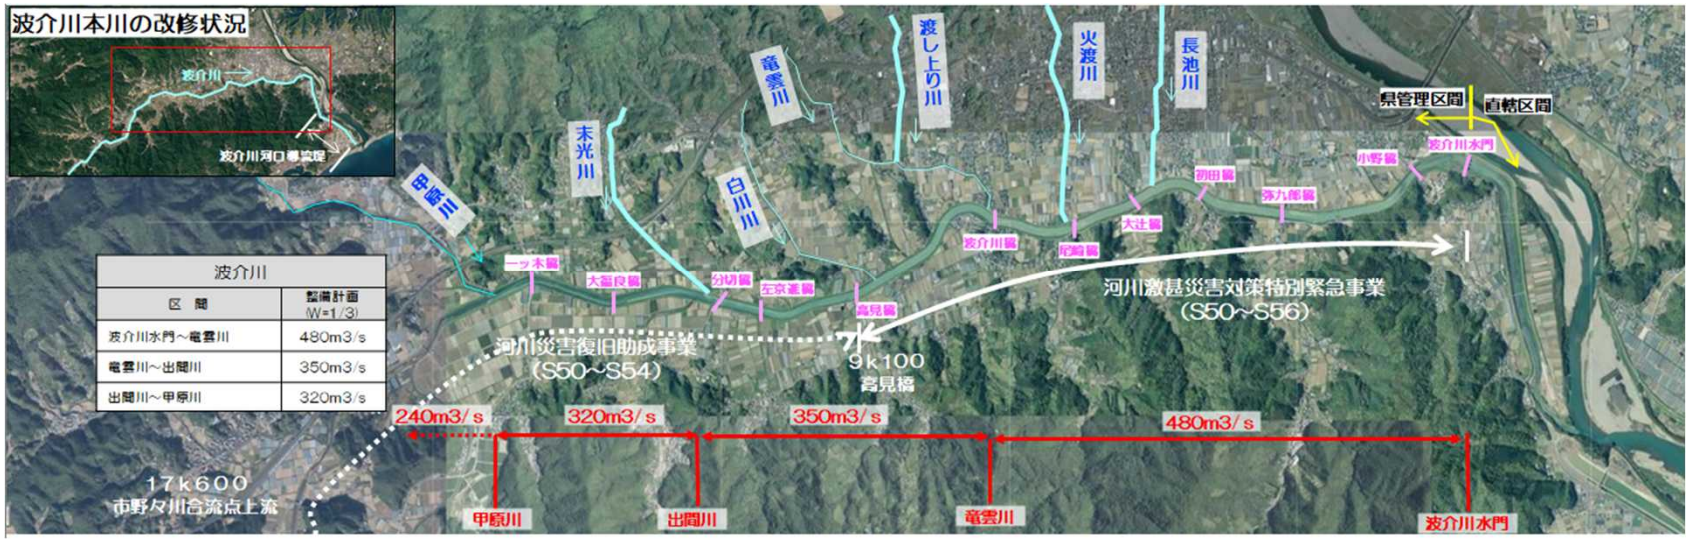 波介川本川の改修状況
波介川
波介川河口導流堤
甲原川
末光川
白川川
竜雲川
渡し上り川
火渡川
長池川
県管理区間
直轄区間
波介川水門
小野橋
弥九郎橋
初田橋
大辻橋
尻崎橋
波介川橋
高見橋
左京進橋
分切橋
一ッ木橋
波介川
区 間
整備計画
(W=1/3)
波介川水門～竜雲川
480m3/s
竜雲川～出間川
350m3/s
出間川～甲原川
320m3/s
河川激甚災害対策特別緊急事業
(S50～S56)
河川災害復旧助成事業
(S50～S54)
9k100
高見橋
17k600
市野々川合流点上流
240m3/s
320m3/s
350m3/s
480m3/s
甲原川
出間川
竜雲川
波介川水門